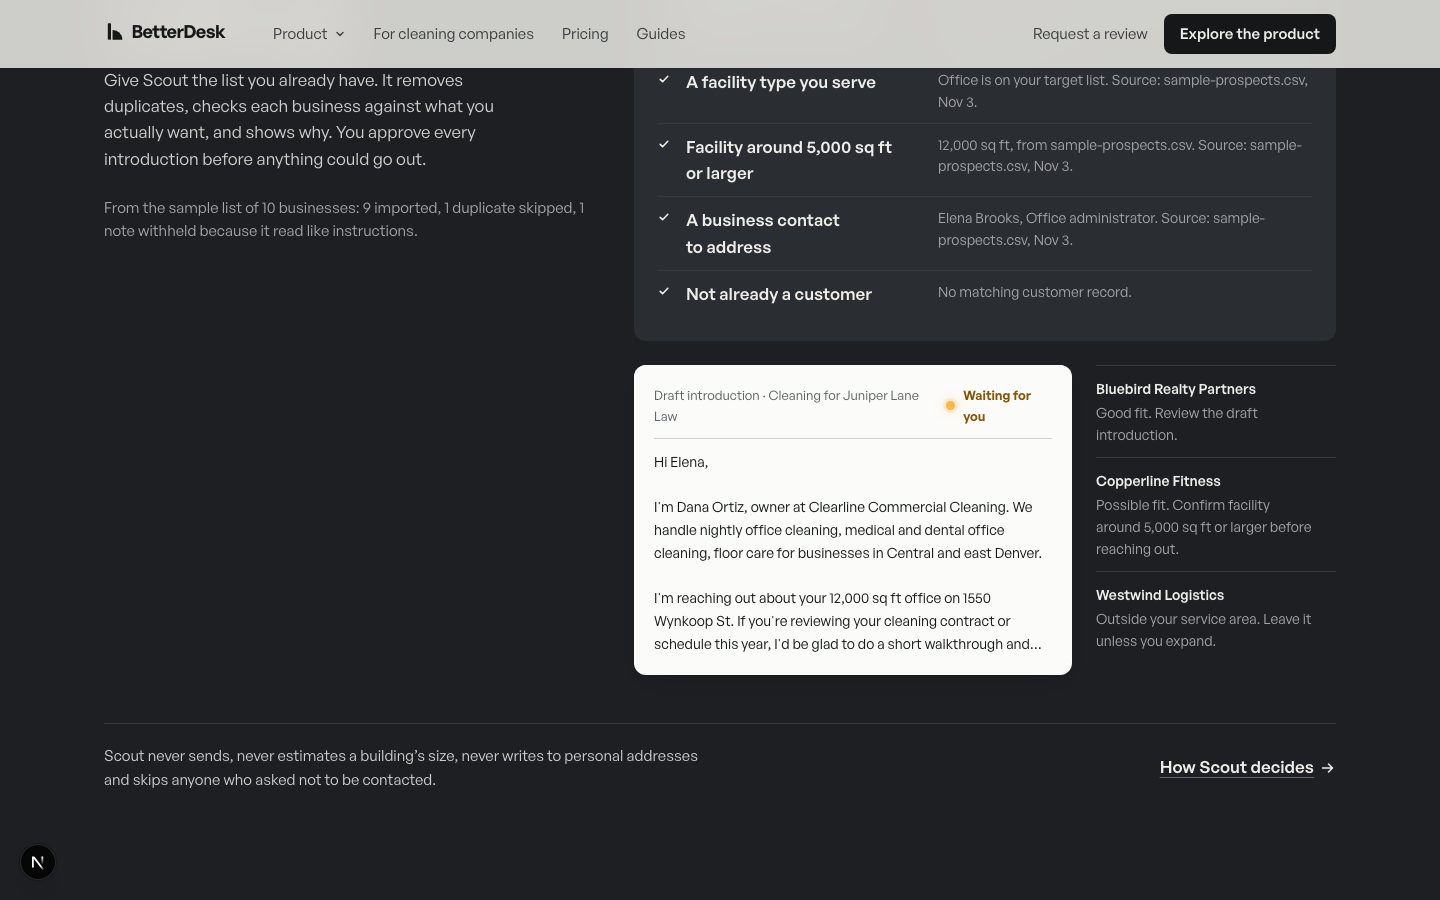 BetterDesk
Product
For cleaning companies
Pricing
Guides
Request a review
Explore the product
Give Scout the list you already have. It removes
duplicates, checks each business against what you
actually want, and shows why. You approve every
introduction before anything could go out.
From the sample list of 10 businesses: 9 imported, 1 duplicate skipped, 1
note withheld because it read like instructions.
A facility type you serve
Office is on your target list. Source: sample-prospects.csv,
Nov 3.
Facility around 5,000 sq ft
or larger
12,000 sq ft, from sample-prospects.csv. Source: sample-
prospects.csv, Nov 3.
A business contact
to address
Elena Brooks, Office administrator. Source: sample-
prospects.csv, Nov 3.
Not already a customer
No matching customer record.
Draft introduction · Cleaning for Juniper Lane
Law
Waiting for
you
Hi Elena,
I'm Dana Ortiz, owner at Clearline Commercial Cleaning. We
handle nightly office cleaning, medical and dental office
cleaning, floor care for businesses in Central and east Denver.
I'm reaching out about your 12,000 sq ft office on 1550
Wynkoop St. If you're reviewing your cleaning contract or
schedule this year, I'd be glad to do a short walkthrough and...
Bluebird Realty Partners
Good fit. Review the draft
introduction.
Copperline Fitness
Possible fit. Confirm facility
around 5,000 sq ft or larger before
reaching out.
Westwind Logistics
Outside your service area. Leave it
unless you expand.
Scout never sends, never estimates a building’s size, never writes to personal addresses
and skips anyone who asked not to be contacted.
How Scout decides →
N